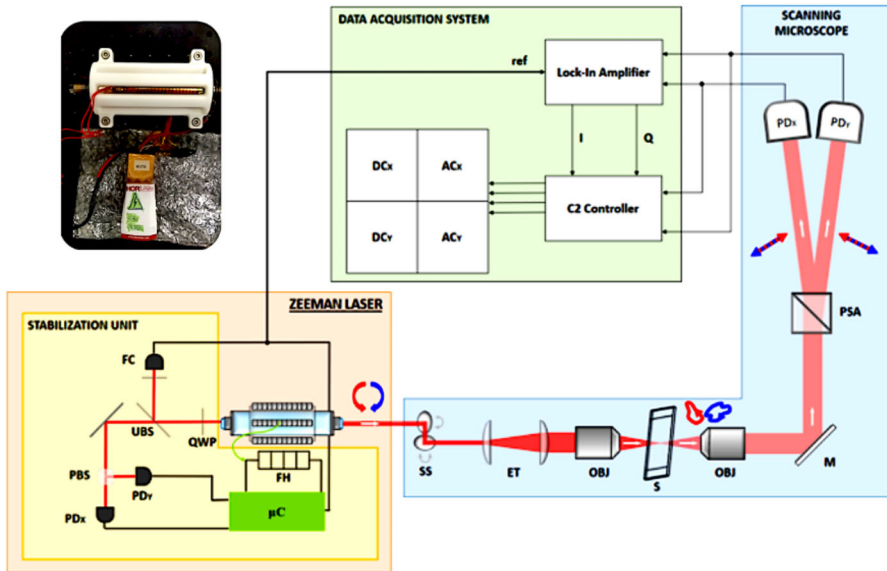 DATA ACQUISITION SYSTEM
SCANNING
MICROSCOPE
ref
Lock-In Amplifier
PDX
PDY
I
Q
DCX
ACX
DCY
ACY
C2 Controller
PSA
ZEEMAN LASER
STABILIZATION UNIT
FC
UBS
QWP
FH
PBS
PDY
PDX
μC
SS
ET
OBJ
S
OBJ
M